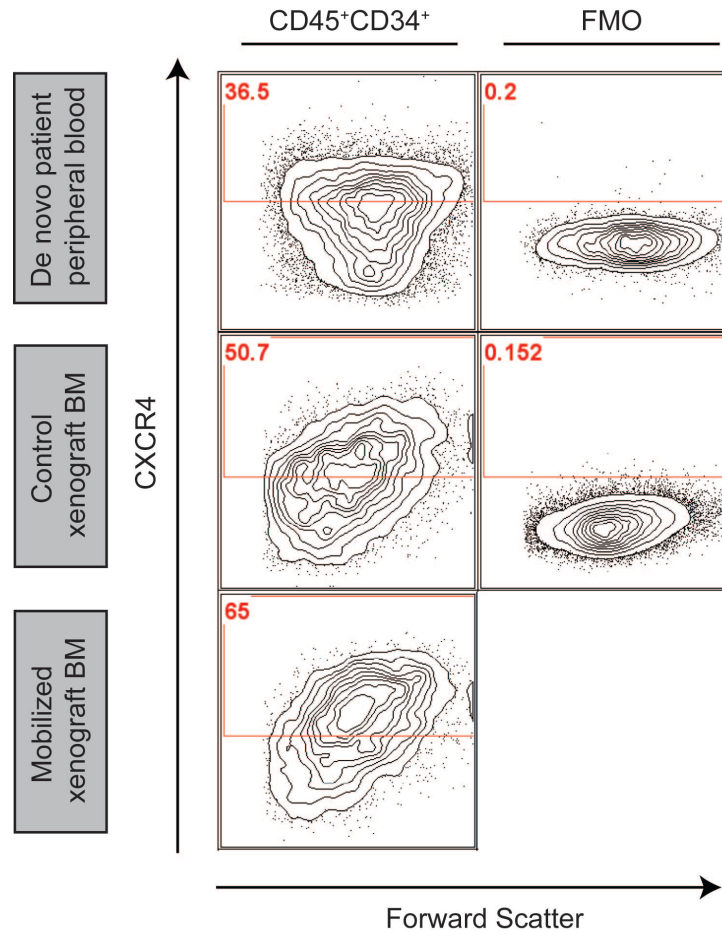 CD45⁺CD34⁺
FMO
De novo patient
peripheral blood
36.5
0.2
Control
xenograft BM
CXCR4
50.7
0.152
Mobilized
xenograft BM
65
Forward Scatter